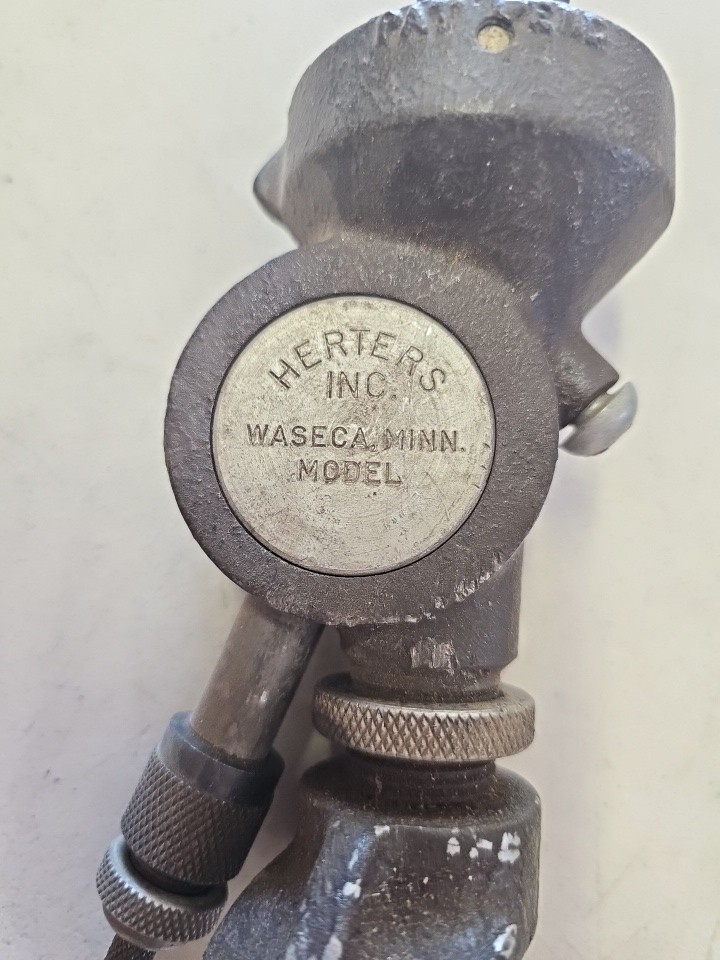 HERTERS
INC.
WASECA, MINN.
MODEL